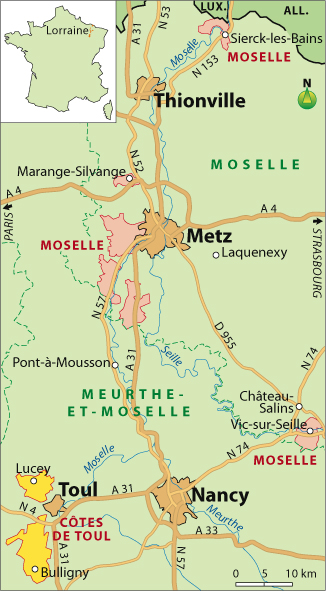 Lorraine
LUX.
ALL.
Moselle
Sierck-les-Bains
MOSELLE
N 153
Thionville
N
N 52
MOSELLE
Marange-Silvange
A 4
PARIS
A 4
STRASBOURG
MOSELLE
Metz
Laquenexy
N 57
A 31
D 955
Seille
N 74
Pont-à-Mousson
MEURTHE-
ET-MOSELLE
Château-
Salins
Vic-sur-Seille
N 74
MOSELLE
Moselle
Lucey
Toul
A 31
Nancy
N 4
CÔTES
DE TOUL
Meurthe
A 33
A 31
Bulligny
N 57
0 10 km